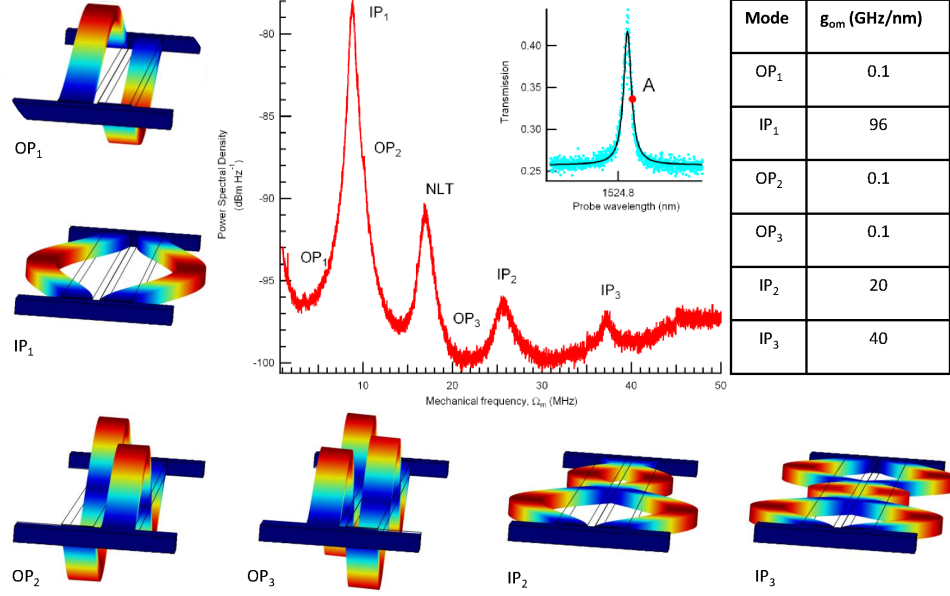 OP1
IP1
Power Spectral Density
(dBm Hz-1)
-80
-85
-90
-95
-100
IP1
OP2
NLT
OP1
OP3
IP2
IP3
10
20
30
40
50
Mechanical frequency, Ωm (MHz)
Transmission
0.40
0.35
0.30
0.25
A
1524.8
Probe wavelength (nm)
Mode gom (GHz/nm)
OP1 0.1
IP1 96
OP2 0.1
OP3 0.1
IP2 20
IP3 40
OP2
OP3
IP2
IP3